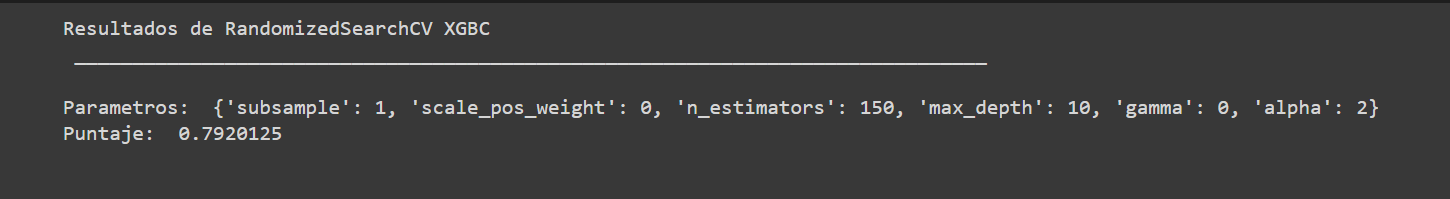 Resultados de RandomizedSearchCV XGBC
____________________________________________________________________________

Parametros:  {'subsample': 1, 'scale_pos_weight': 0, 'n_estimators': 150, 'max_depth': 10, 'gamma': 0, 'alpha': 2}
Puntaje:  0.7920125